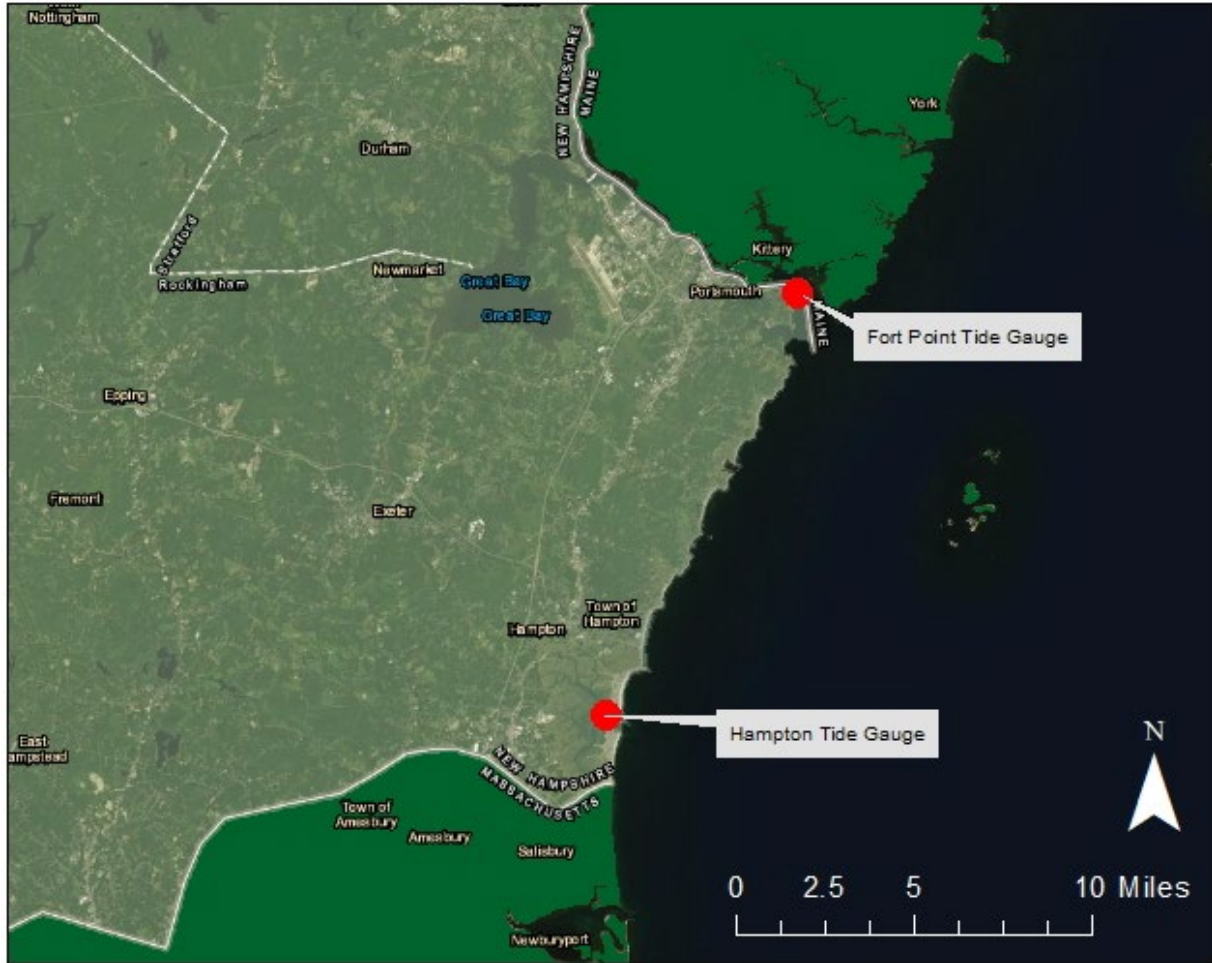 Nottingham
NEW HAMPSHIRE
MAINE
York
Durham
Kittery
Strafford
Rockingham
Newmarket
Great Bay
Great Bay
Portsmouth
MAINE
Fort Point Tide Gauge
Epping
Fremont
Exeter
Town of
Hampton
Hampton
Hampton Tide Gauge
N
East
ampstead
NEW HAMPSHIRE
MASSACHUSETTS
Town of
Amesbury
Amesbury
Salisbury
Newburyport
0 2.5 5 10 Miles